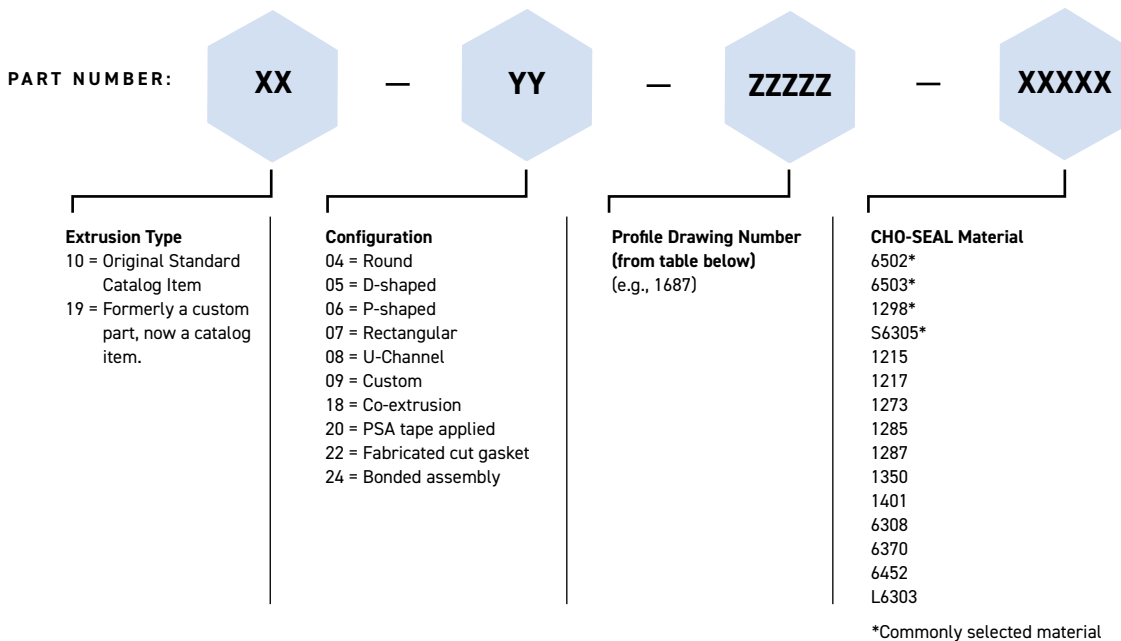 PART NUMBER:
XX — YY — ZZZZZ — XXXXX
Extrusion Type
10 = Original Standard
Catalog Item
19 = Formerly a custom
part, now a catalog
item.
Configuration
04 = Round
05 = D-shaped
06 = P-shaped
07 = Rectangular
08 = U-Channel
09 = Custom
18 = Co-extrusion
20 = PSA tape applied
22 = Fabricated cut gasket
24 = Bonded assembly
Profile Drawing Number
(from table below)
(e.g., 1687)
CHO-SEAL Material
6502*
6503*
1298*
S6305*
1215
1217
1273
1285
1287
1350
1401
6308
6370
6452
L6303
*Commonly selected material